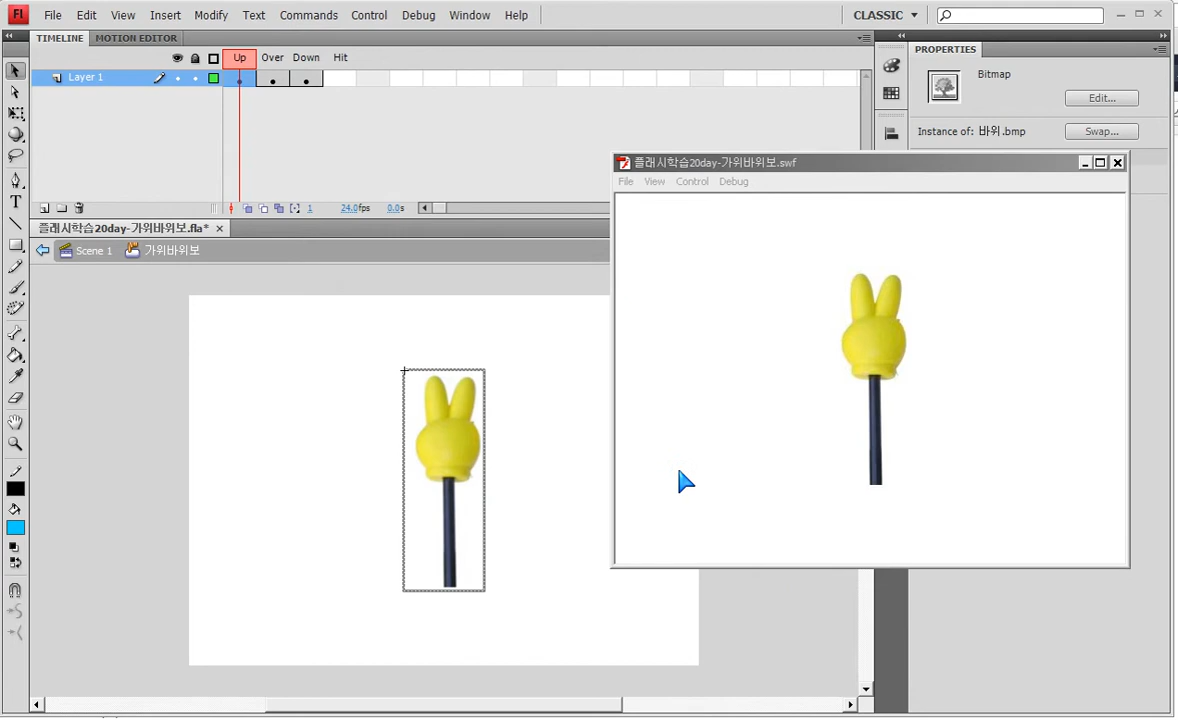 Fl File Edit View Insert Modify Text Commands Control Debug Window Help CLASSIC
TIMELINE MOTION EDITOR
Up Over Down Hit
Layer 1
1 24.0fps 0.0s
플래시학습20day-가위바위보.fla*
Scene 1 가위바위보
PROPERTIES
Bitmap
Edit...
Instance of: 바위.bmp Swap...
플래시학습20day-가위바위보.swf
File View Control Debug
T